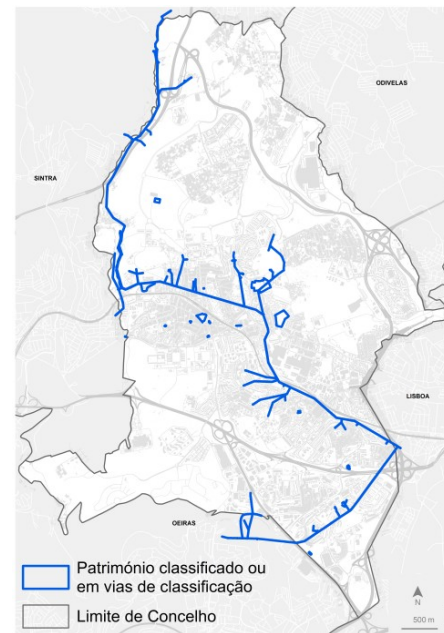 ODIVELAS
SINTRA
LISBOA
OEIRAS
Património classificado ou
em vias de classificação
Limite de Concelho
N
500 m